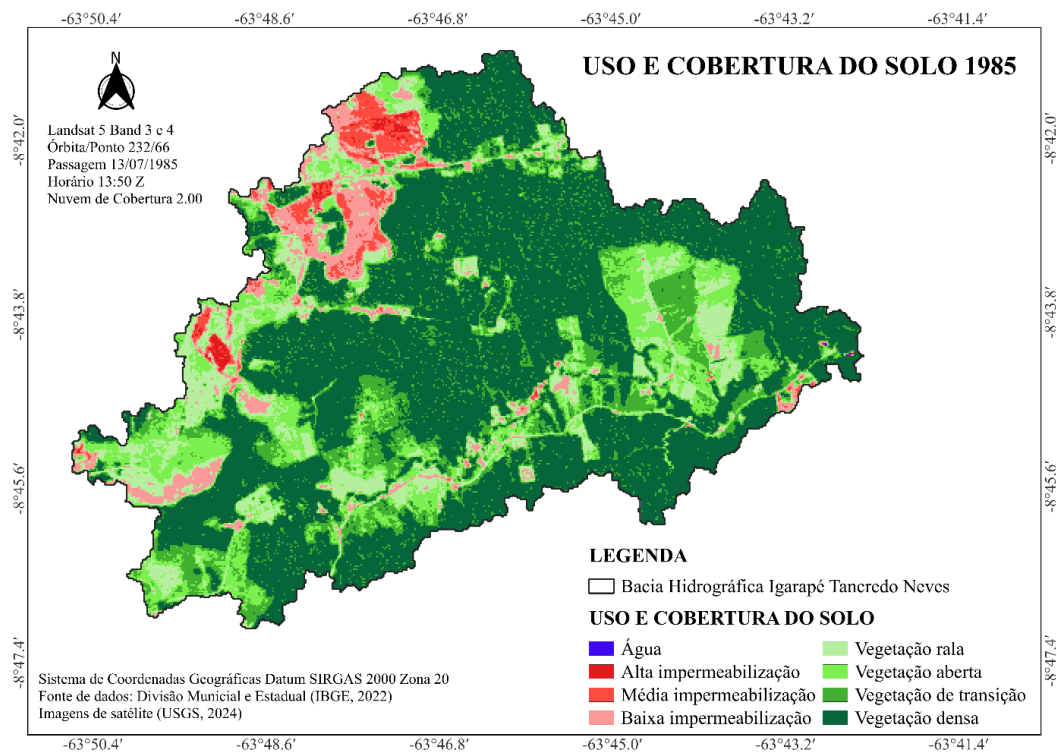 -63°50.4′ -63°48.6′ -63°46.8′ -63°45.0′ -63°43.2′ -63°41.4′
USO E COBERTURA DO SOLO 1985
N
Landsat 5 Band 3 e 4
Órbita/Ponto 232/66
Passagem 13/07/1985
Horário 13:50 Z
Nuvem de Cobertura 2.00
-8°42.0′ -8°42.0′
-8°43.8′ -8°43.8′
-8°45.6′ -8°45.6′
-8°47.4′ -8°47.4′
LEGENDA
Bacia Hidrográfica Igarapé Tancredo Neves
USO E COBERTURA DO SOLO
Água
Alta impermeabilização
Média impermeabilização
Baixa impermeabilização
Vegetação rala
Vegetação aberta
Vegetação de transição
Vegetação densa
Sistema de Coordenadas Geográficas Datum SIRGAS 2000 Zona 20
Fonte de dados: Divisão Municial e Estadual (IBGE, 2022)
Imagens de satélite (USGS, 2024)
-63°50.4′ -63°48.6′ -63°46.8′ -63°45.0′ -63°43.2′ -63°41.4′